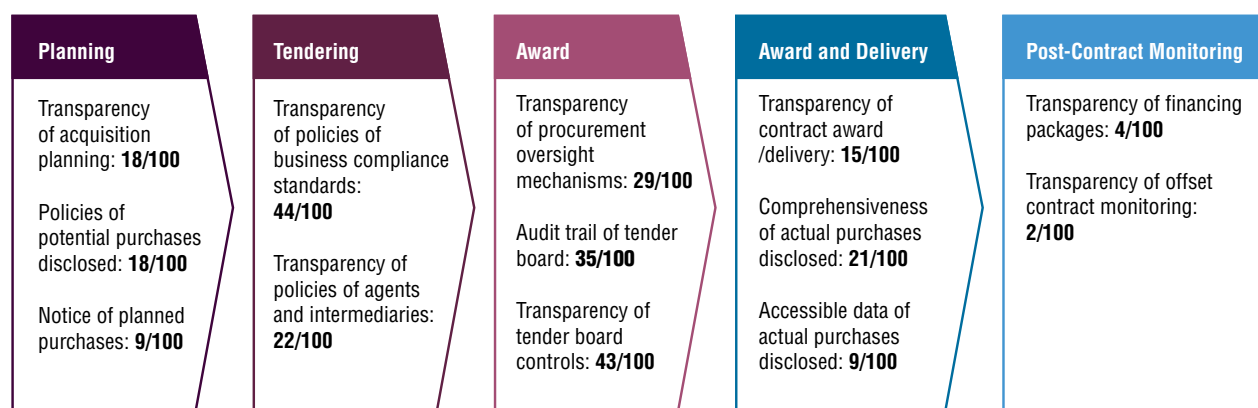 Planning
Transparency
of acquisition
planning: 18/100
Policies of
potential purchases
disclosed: 18/100
Notice of planned
purchases: 9/100
Tendering
Transparency
of policies of
business compliance
standards:
44/100
Transparency of
policies of agents
and intermediaries:
22/100
Award
Transparency
of procurement
oversight
mechanisms: 29/100
Audit trail of tender
board: 35/100
Transparency of
tender board
controls: 43/100
Award and Delivery
Transparency of
contract award
/delivery: 15/100
Comprehensiveness
of actual purchases
disclosed: 21/100
Accessible data of
actual purchases
disclosed: 9/100
Post-Contract Monitoring
Transparency of financing
packages: 4/100
Transparency of offset
contract monitoring:
2/100